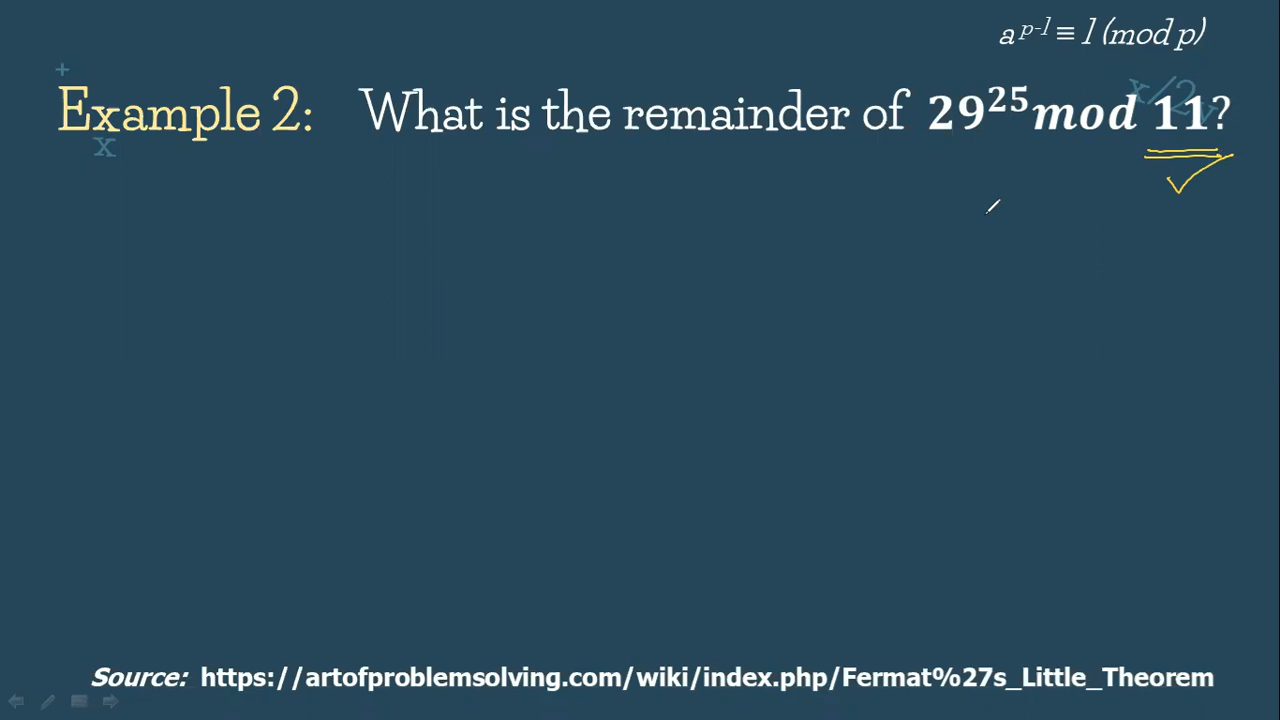 a^{p-1} ≡ 1 (mod p)
+
Example 2: What is the remainder of 29^{25} mod 11?
x
Source: https://artofproblemsolving.com/wiki/index.php/Fermat%27s_Little_Theorem